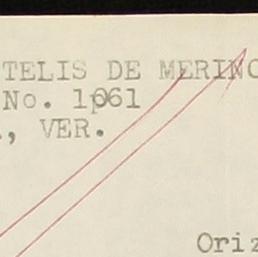 TELIS DE MERINO
No. 1061
., VER.
Oriz